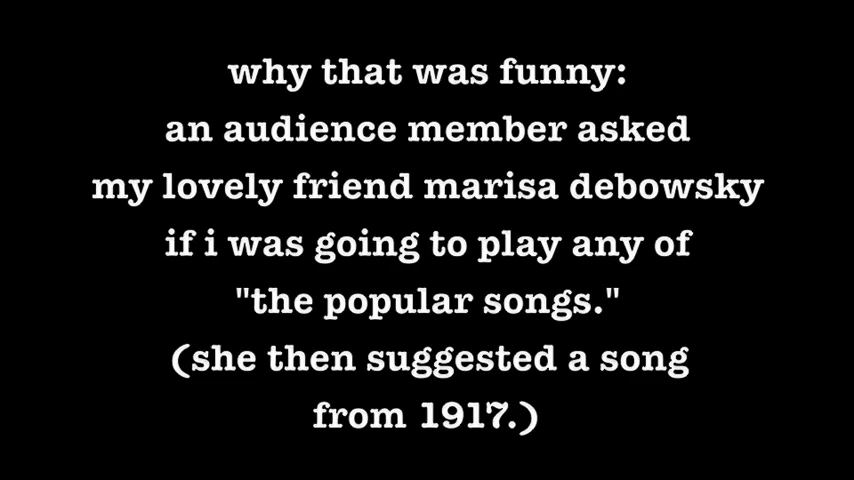 why that was funny:
an audience member asked
my lovely friend marisa debowsky
if i was going to play any of
"the popular songs."
(she then suggested a song
from 1917.)